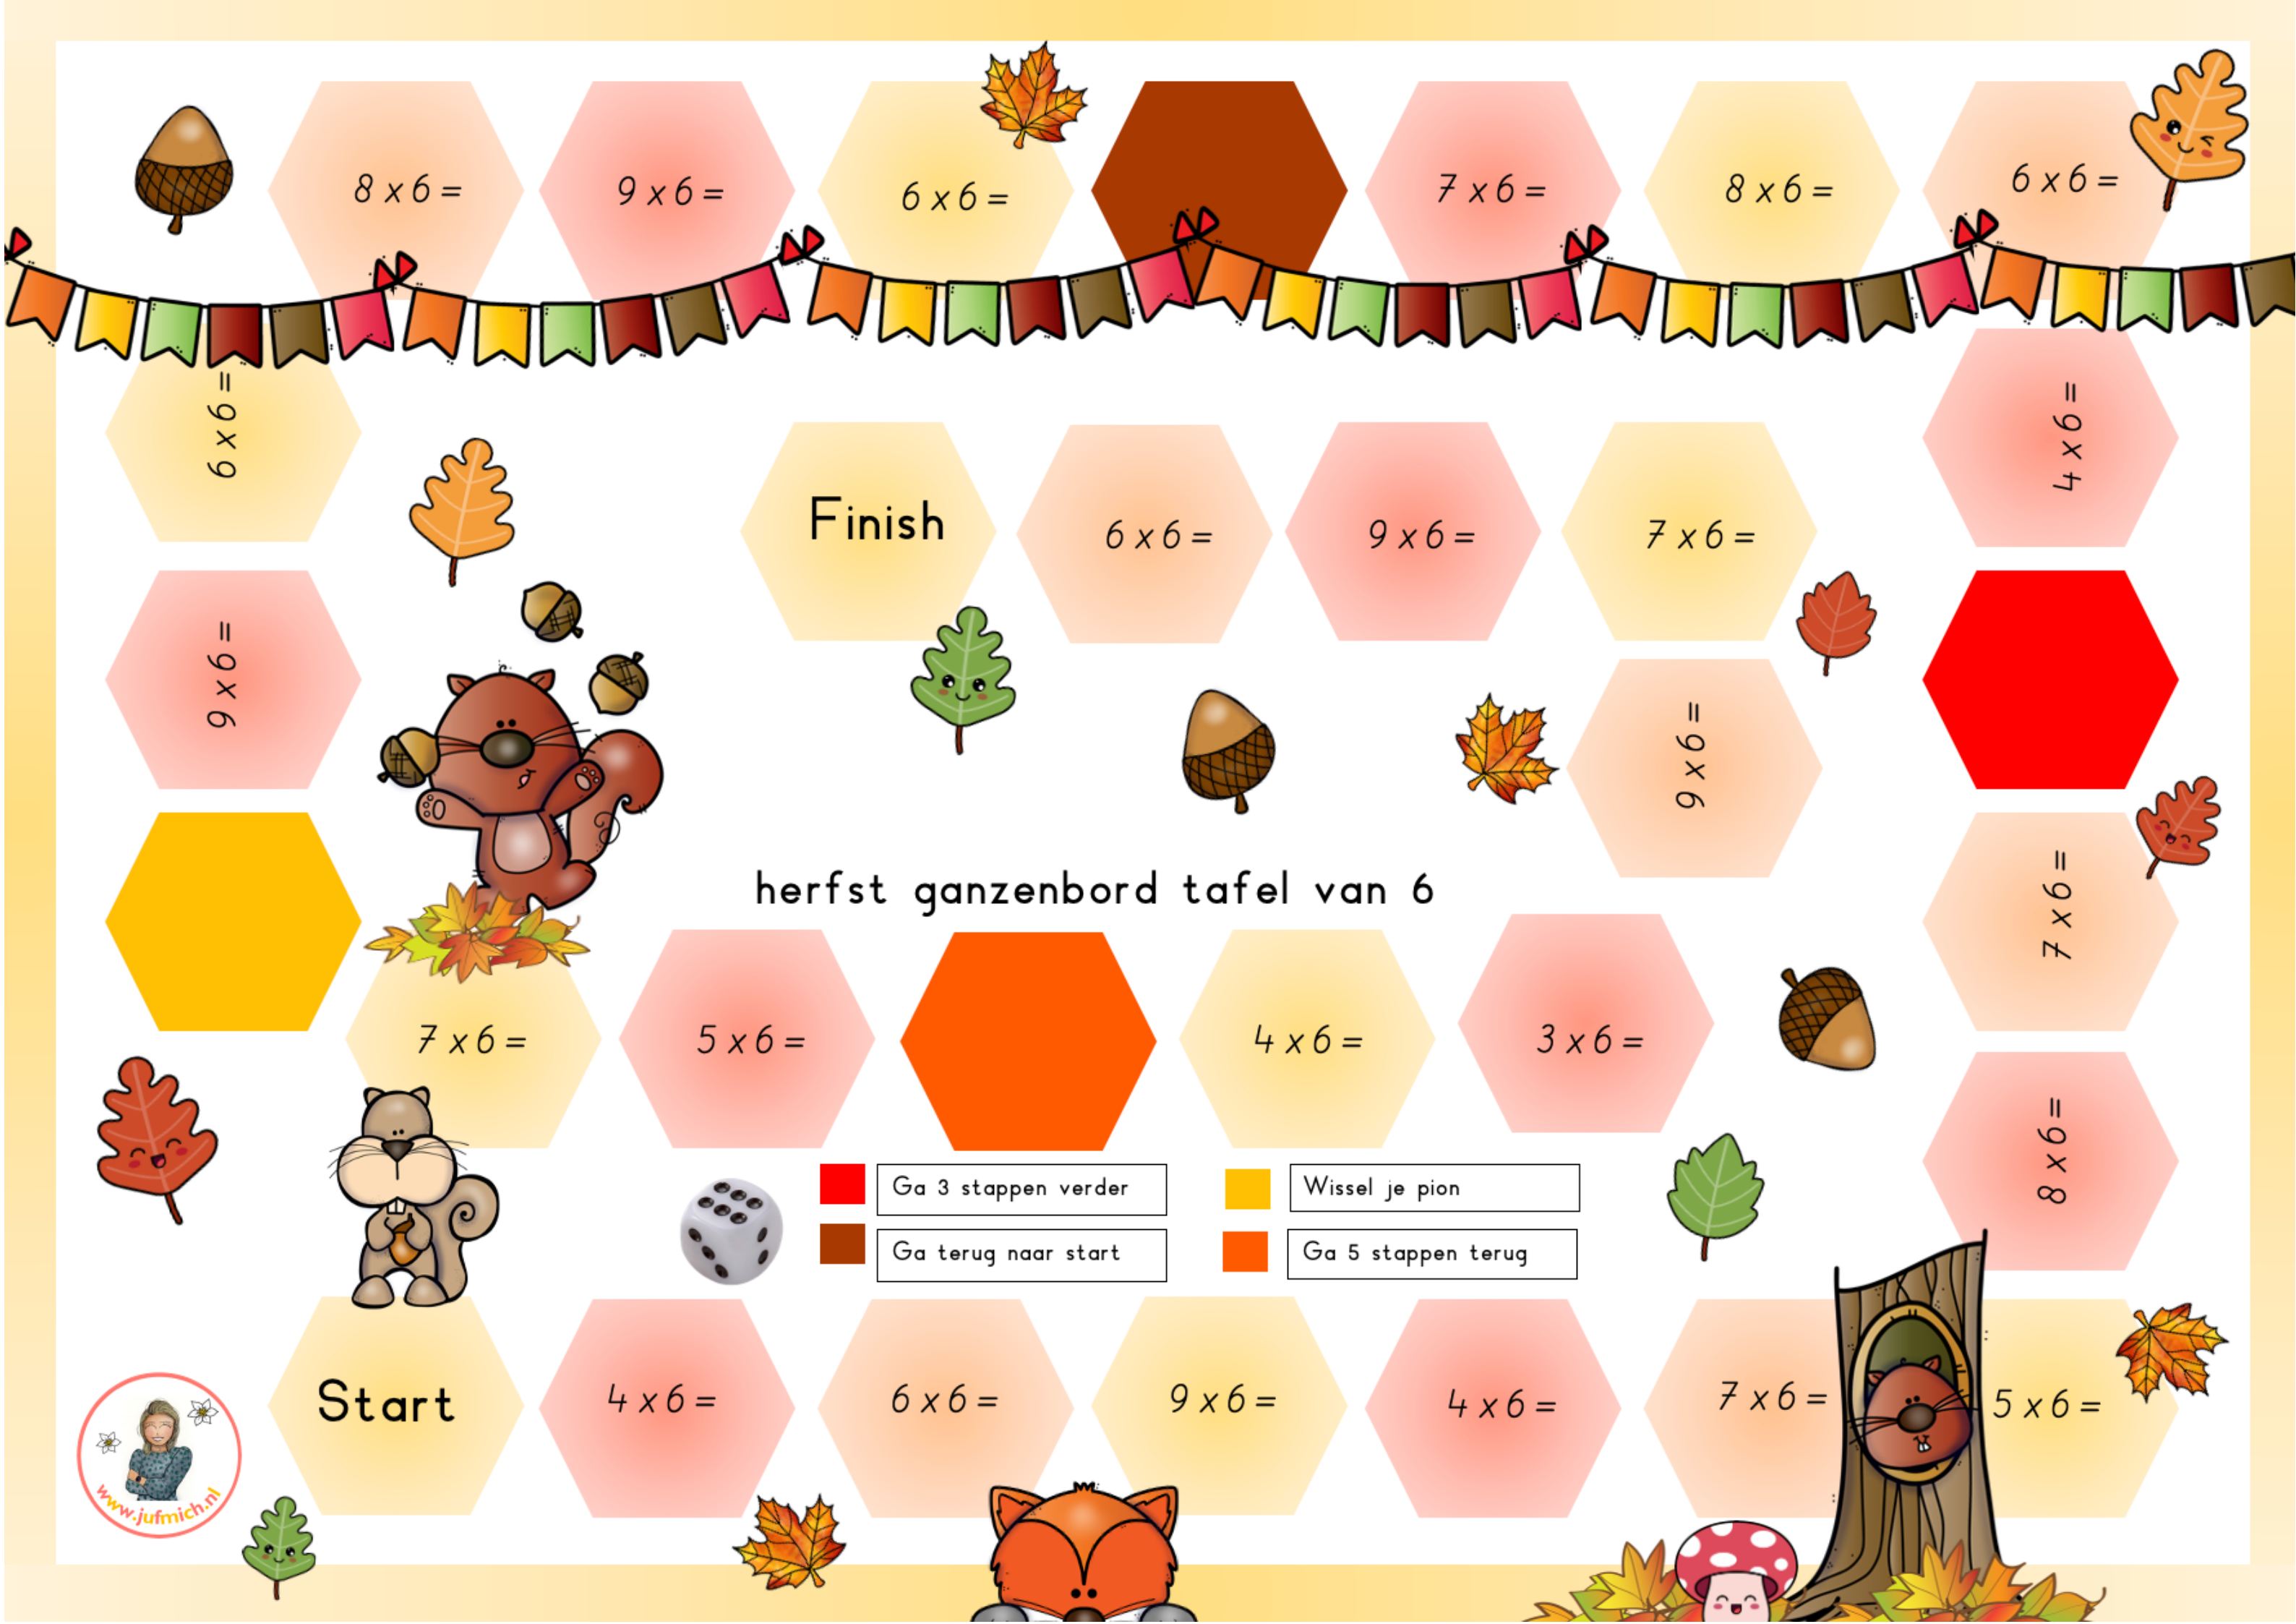 8 x 6 =
9 x 6 =
6 x 6 =
7 x 6 =
8 x 6 =
6 x 6 =
6 x 6 =
4 x 6 =
Finish
6 x 6 =
9 x 6 =
7 x 6 =
9 x 6 =
9 x 6 =
herfst ganzenbord tafel van 6
7 x 6 =
7 x 6 =
5 x 6 =
4 x 6 =
3 x 6 =
8 x 6 =
Ga 3 stappen verder
Wissel je pion
Ga terug naar start
Ga 5 stappen terug
Start
4 x 6 =
6 x 6 =
9 x 6 =
4 x 6 =
7 x 6 =
5 x 6 =
www.jufmich.nl